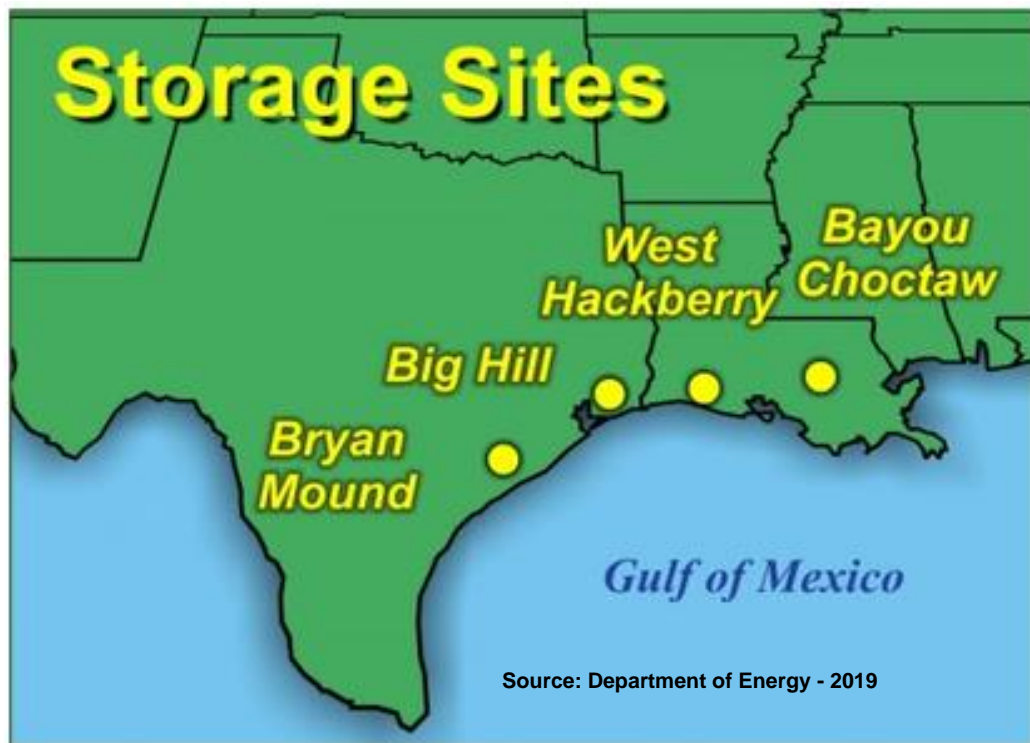 Storage Sites
West
Hackberry
Bayou
Choctaw
Big Hill
Bryan
Mound
Gulf of Mexico
Source: Department of Energy - 2019